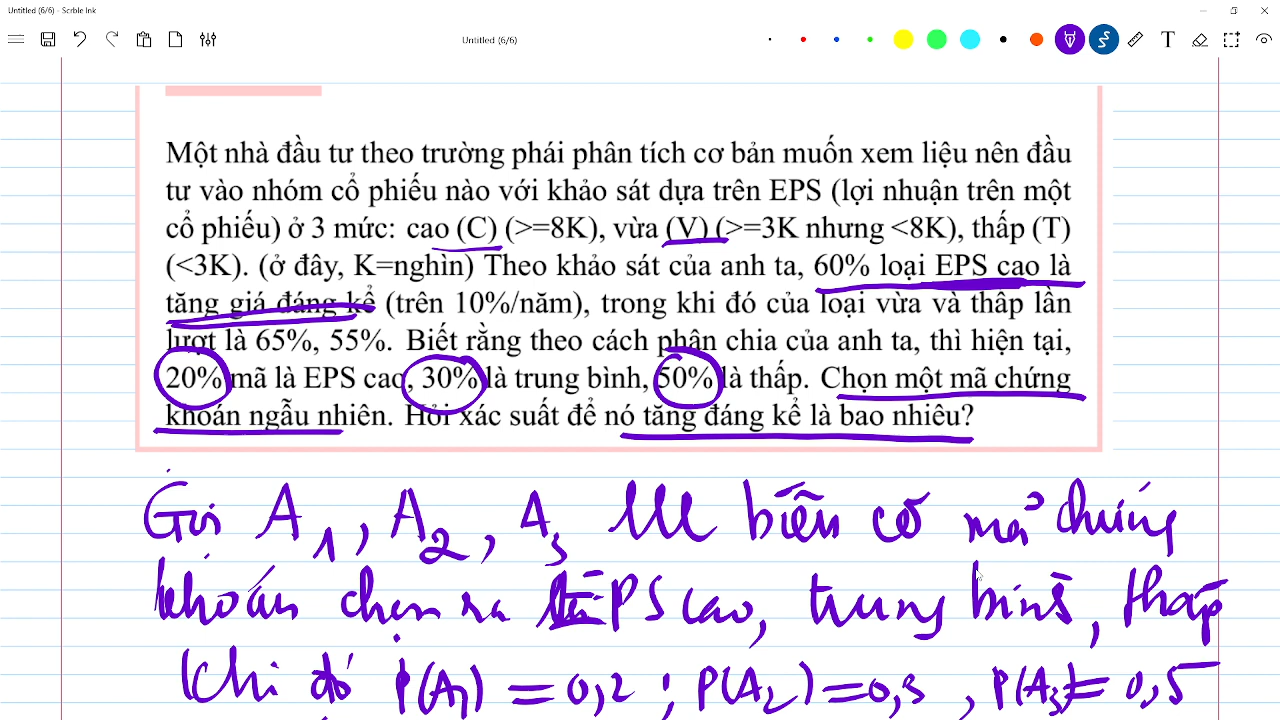 Untitled (6/6) - Scrble Ink
Untitled (6/6)
T
Một nhà đầu tư theo trường phái phân tích cơ bản muốn xem liệu nên đầu
tư vào nhóm cổ phiếu nào với khảo sát dựa trên EPS (lợi nhuận trên một
cổ phiếu) ở 3 mức: cao (C) (>=8K), vừa (V) (>=3K nhưng <8K), thấp (T)
(<3K). (ở đây, K=nghìn) Theo khảo sát của anh ta, 60% loại EPS cao là
tăng giá đáng kể (trên 10%/năm), trong khi đó của loại vừa và thấp lần
lượt là 65%, 55%. Biết rằng theo cách phân chia của anh ta, thì hiện tại,
20% mã là EPS cao, 30% là trung bình, 50% là thấp. Chọn một mã chứng
khoán ngẫu nhiên. Hỏi xác suất để nó tăng đáng kể là bao nhiêu?
Gọi A1, A2, A3 biến cố mã chứng
khoán chọn ra EPS cao, trung bình, thấp
Khi đó P(A1) = 0,2 ; P(A2) = 0,3 , P(A3) = 0,5